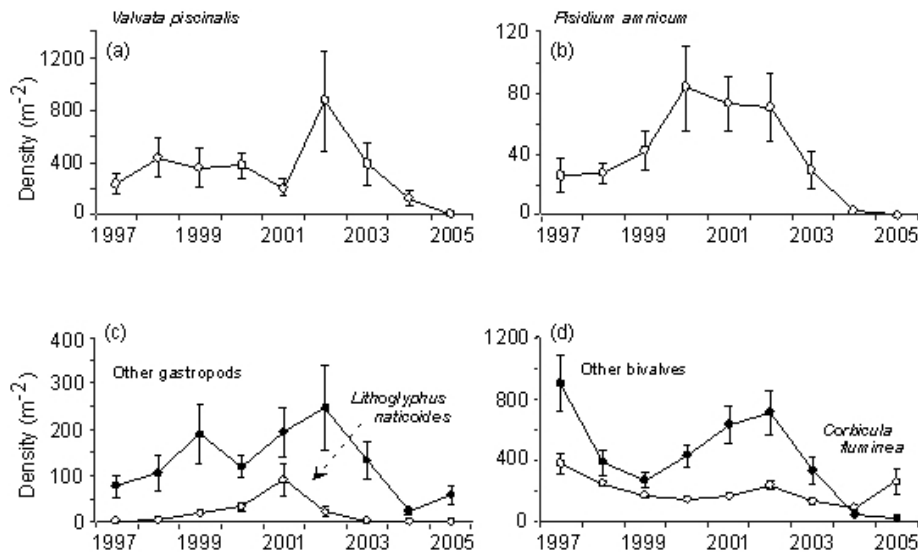 Valvata piscinalis
(a)
Density (m⁻²)
1200
800
400
0
1997 1999 2001 2003 2005
Pisidium amnicum
(b)
120
80
40
0
1997 1999 2001 2003 2005
(c)
Density (m⁻²)
400
300
200
100
0
Other gastropods
Lithoglyphus
naticoides
1997 1999 2001 2003 2005
(d)
1200
800
400
0
Other bivalves
Corbicula
fluminea
1997 1999 2001 2003 2005